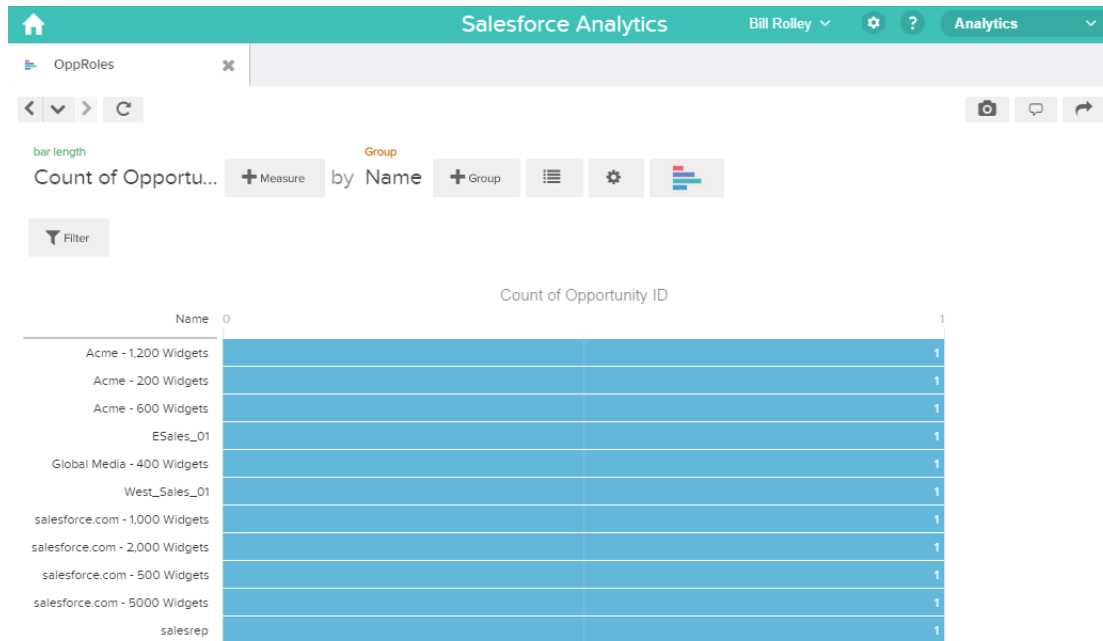 Salesforce Analytics Bill Rolley ? Analytics
OppRoles
bar length Group
Count of Opportu... + Measure by Name + Group
Filter
Count of Opportunity ID
Name 0 1
Acme - 1,200 Widgets 1
Acme - 200 Widgets 1
Acme - 600 Widgets 1
ESales_01 1
Global Media - 400 Widgets 1
West_Sales_01 1
salesforce.com - 1,000 Widgets 1
salesforce.com - 2,000 Widgets 1
salesforce.com - 500 Widgets 1
salesforce.com - 5000 Widgets 1
salesrep 1